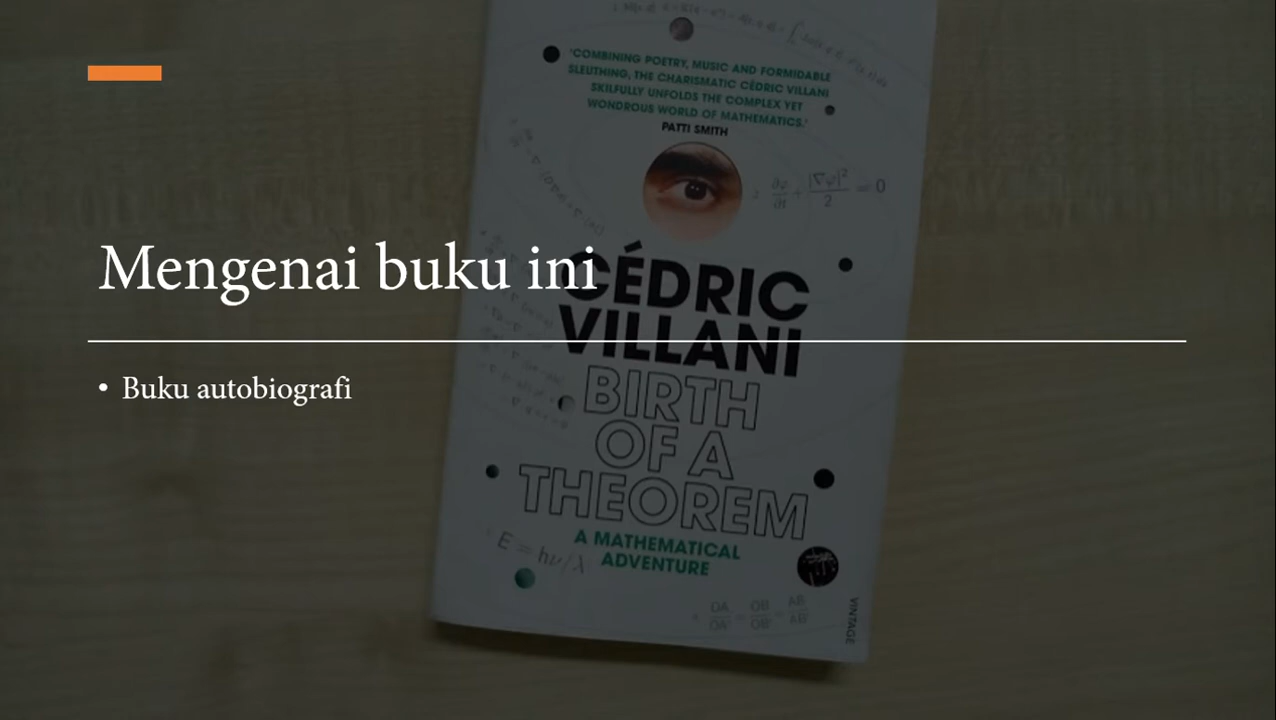 'COMBINING POETRY, MUSIC AND FORMIDABLE
SLEUTHING, THE CHARISMATIC CÉDRIC VILLANI
SKILFULLY UNFOLDS THE COMPLEX YET
WONDROUS WORLD OF MATHEMATICS.'
PATTI SMITH
Mengenai buku ini
CÉDRIC
VILLANI
• Buku autobiografi
BIRTH
OF A
THEOREM
A MATHEMATICAL
ADVENTURE
E = hν/λ
VINTAGE